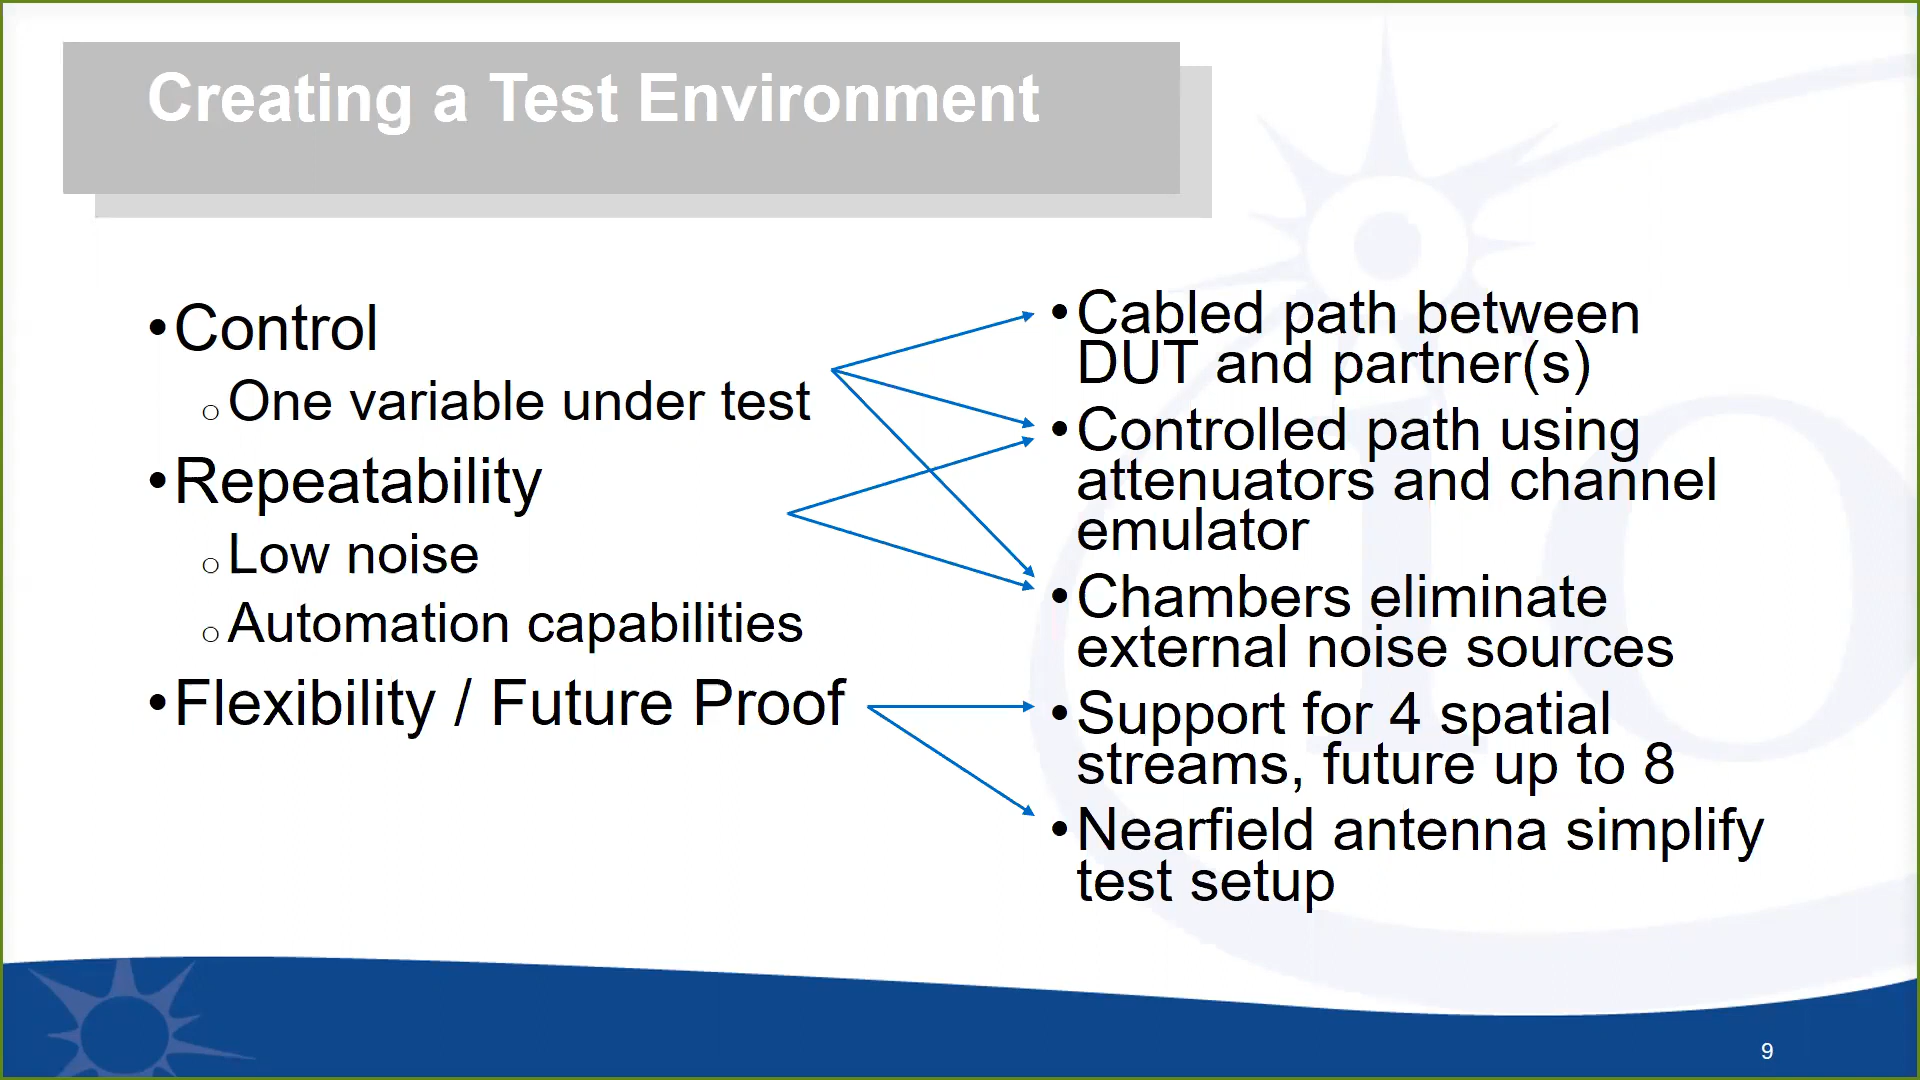 Creating a Test Environment
•Control
○One variable under test
•Repeatability
○Low noise
○Automation capabilities
•Flexibility / Future Proof
•Cabled path between
DUT and partner(s)
•Controlled path using
attenuators and channel
emulator
•Chambers eliminate
external noise sources
•Support for 4 spatial
streams, future up to 8
•Nearfield antenna simplify
test setup
9